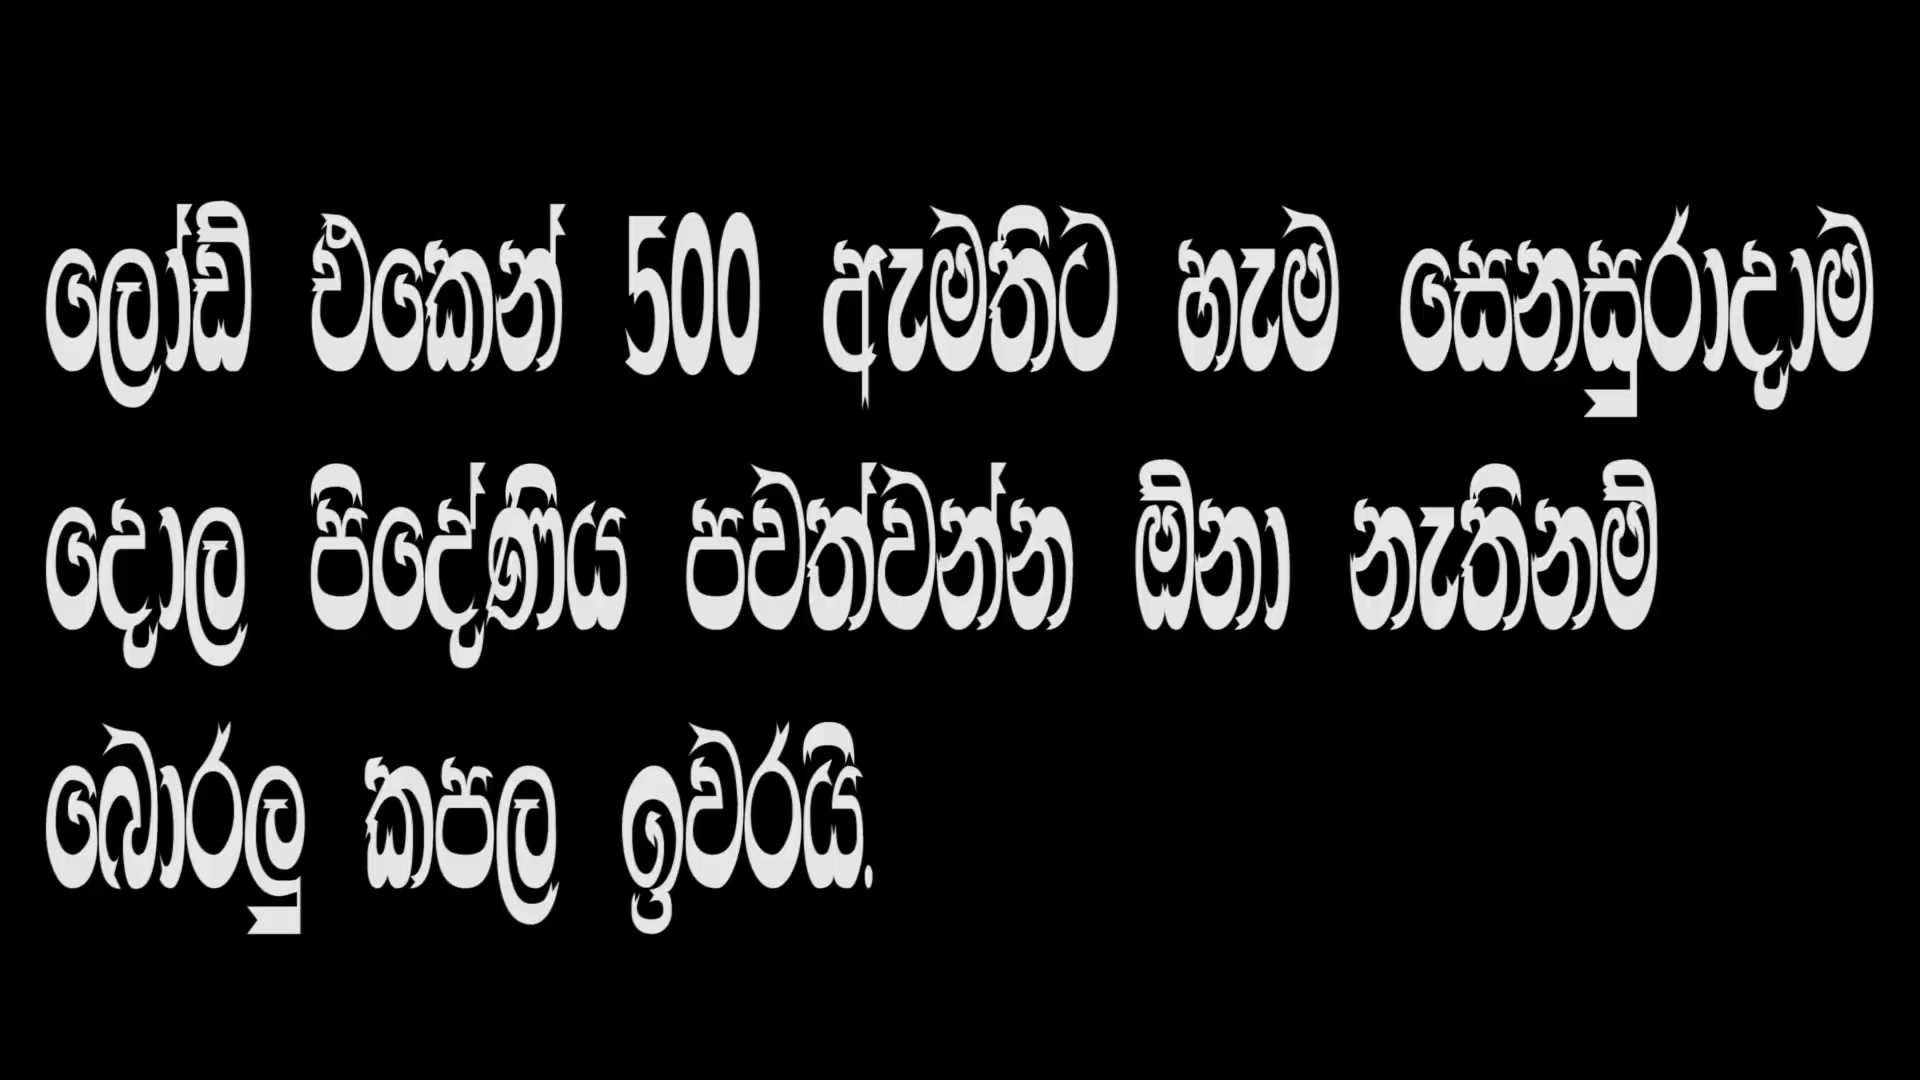 ලෝඩ් එකෙන් 500 ඇමතිට හැම සෙනසුරාදාම
දොල පිදේණිය පවත්වන්න ඕනා නැතිනම්
බොරලු කපල ඉවරයි.